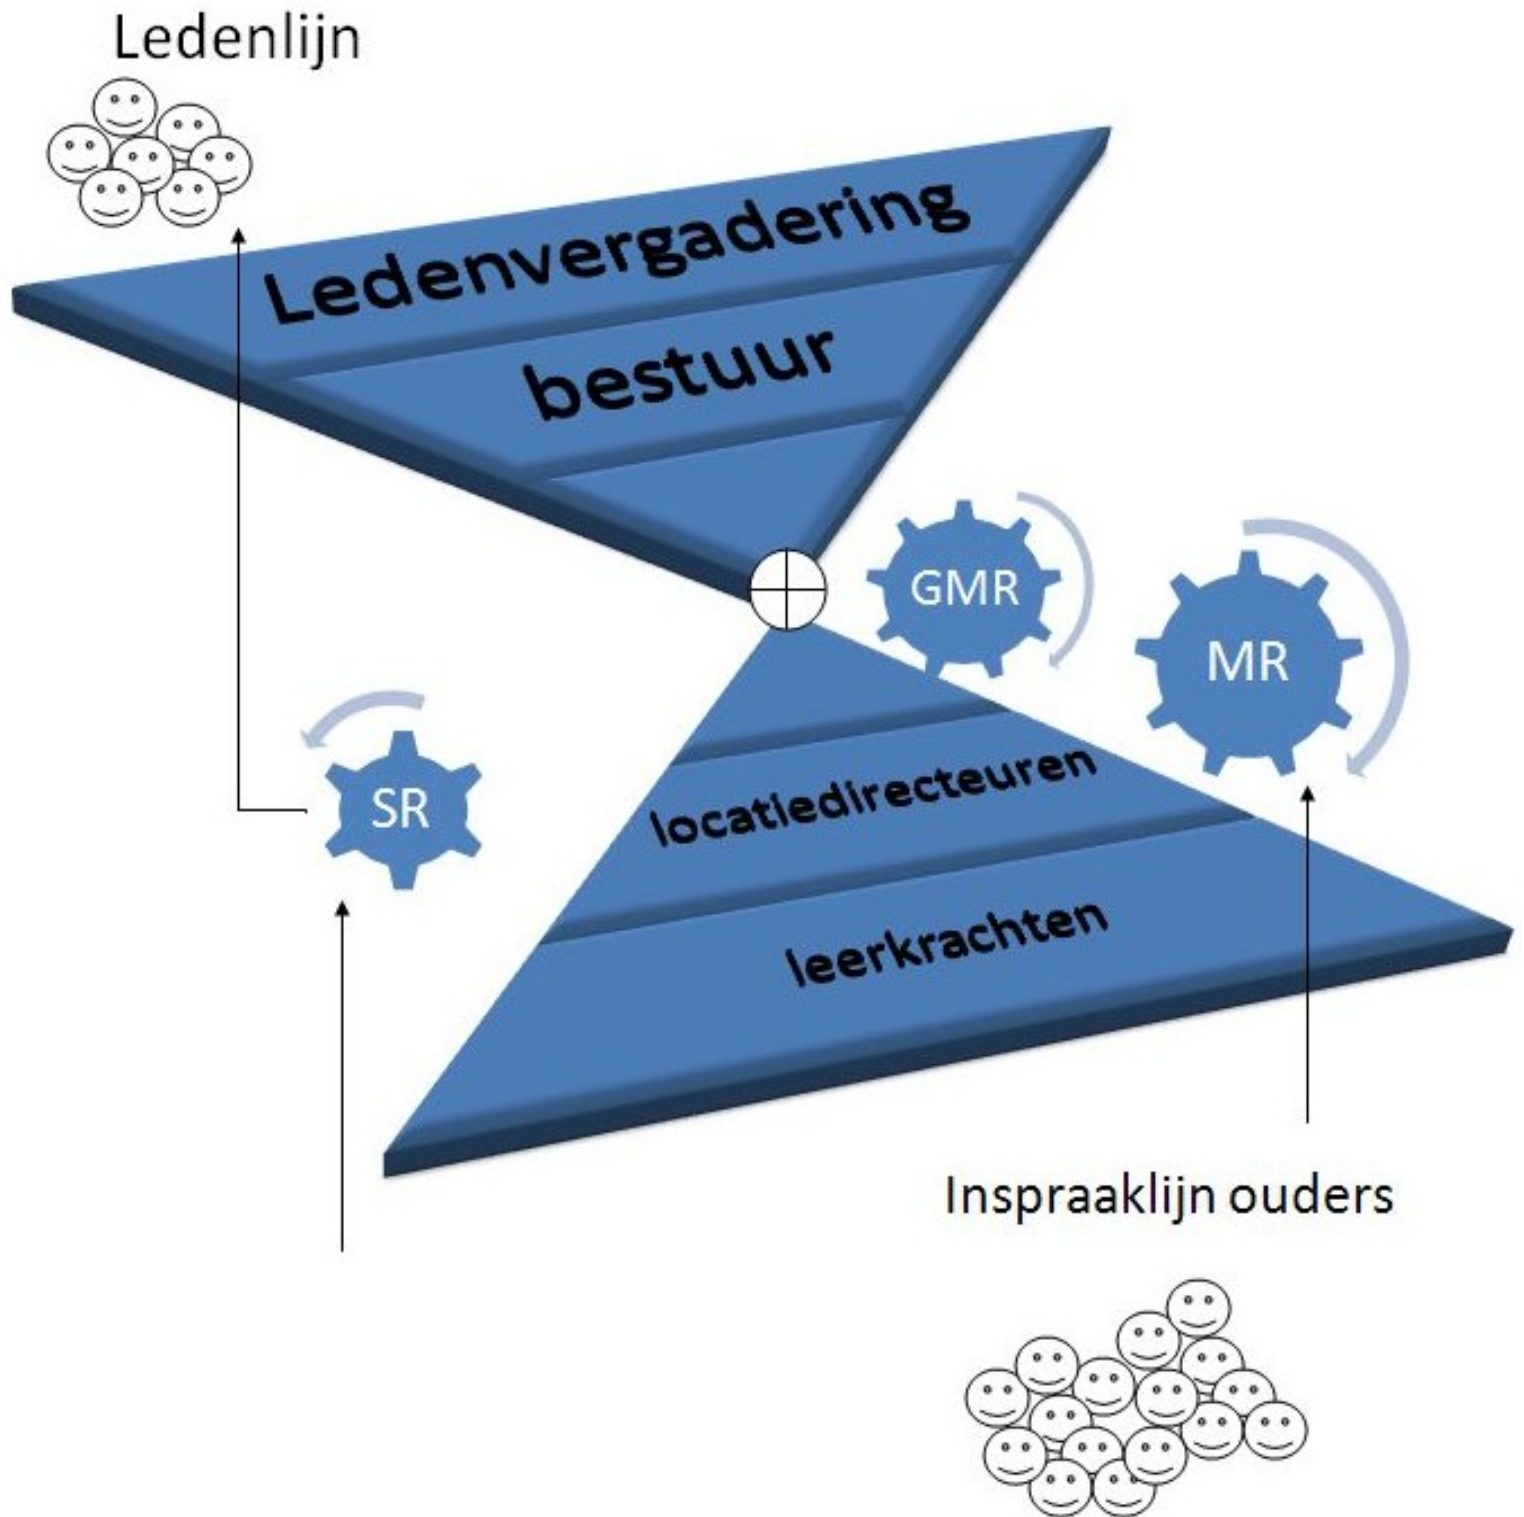 Ledenlijn
Ledenvergadering
bestuur
GMR
MR
SR
locatiedirecteuren
leerkrachten
Inspraaklijn ouders